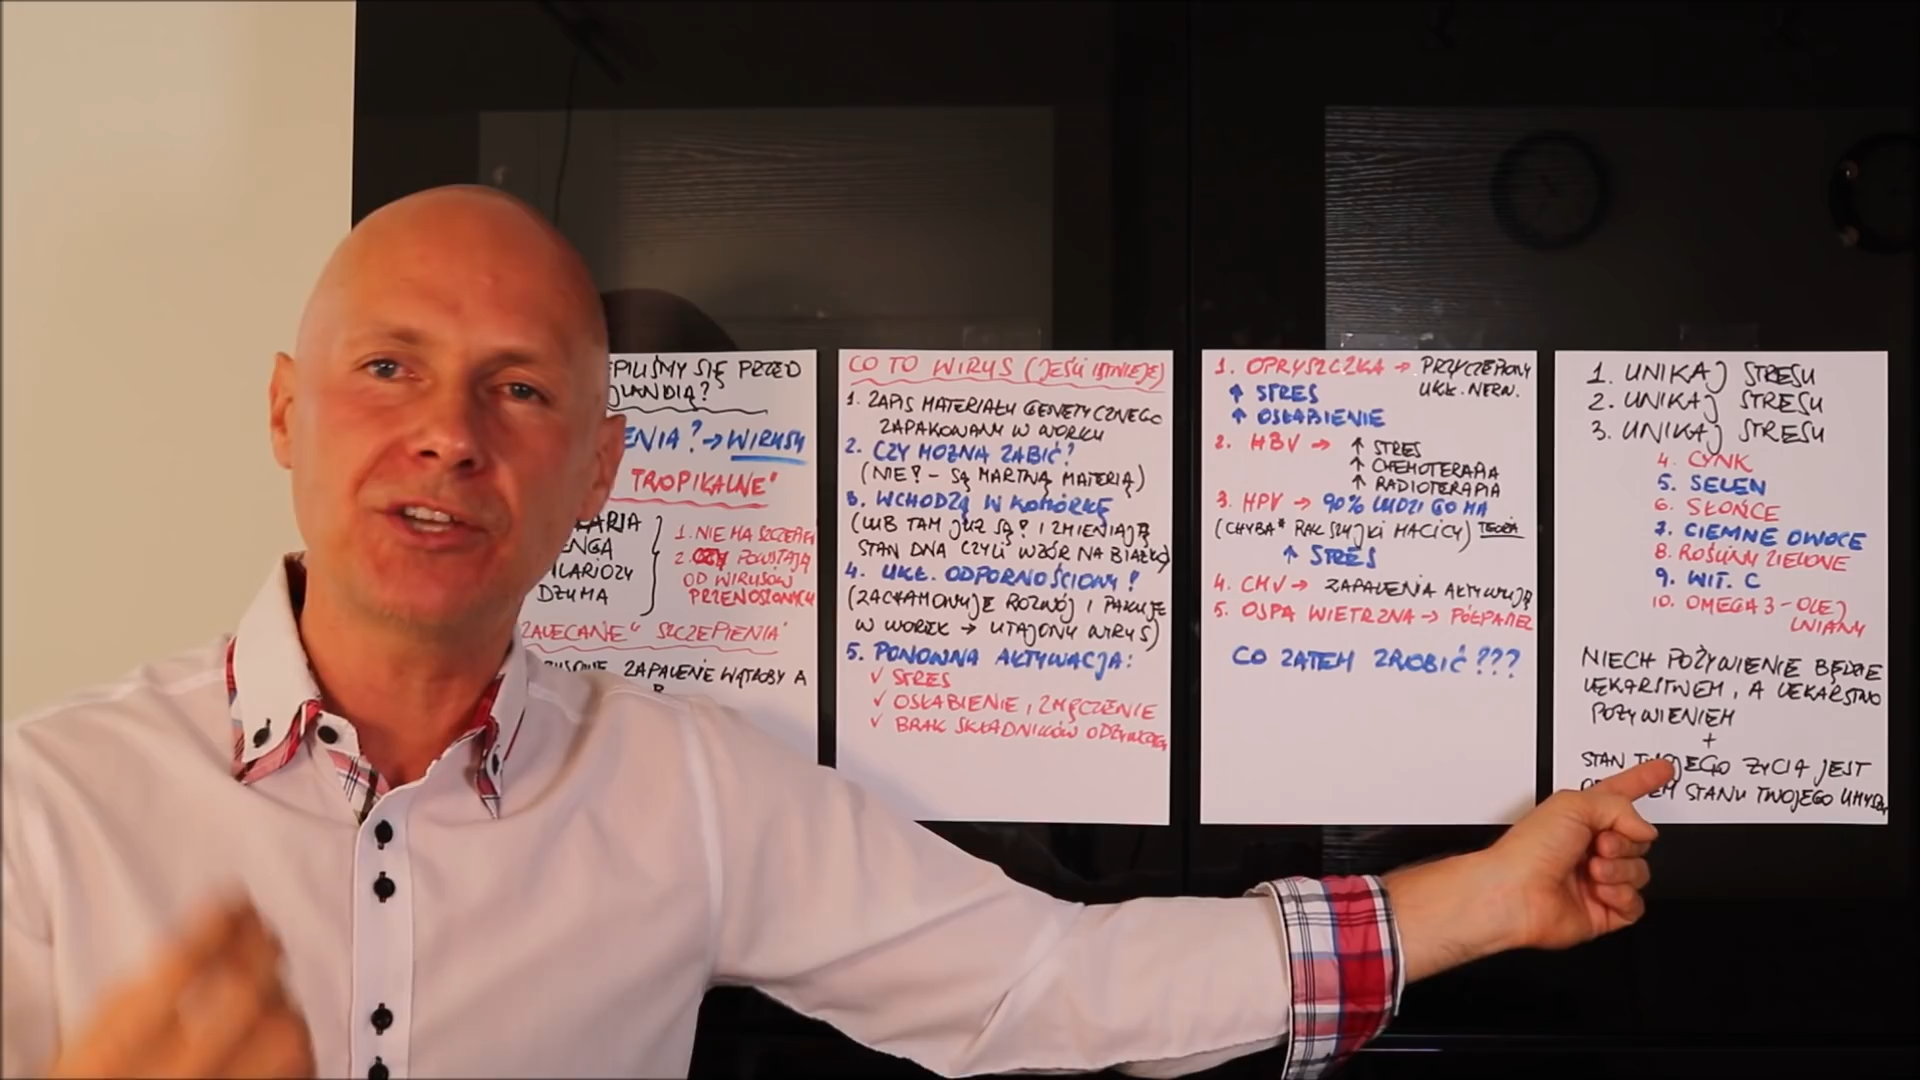 PILIŚMY SIĘ PRZED
LANDIĄ?
ENIA? → WIRUSY
TROPIKALNE"
ARIA
ENGA
ILARIOZY
DŻUMA
1. NIE MA SZCZEPIEŃ
2. CZY POWSTAJĄ
OD WIRUSÓW
PRZENOSZONYCH
ZALECANE" SZCZEPIENIA
ZAPALENIE WĄTROBY A
B
CO TO WIRUS (JEŚLI ISTNIEJE)
1. ZAPIS MATERIAŁU GENETYCZNEGO
ZAPAKOWANY W WORKU
2. CZY MOŻNA ZABIĆ?
(NIE? - SĄ MARTWĄ MATERIĄ)
3. WCHODZĄ W KOMÓRKĘ
(LUB TAM JUŻ SĄ? I ZMIENIAJĄ
STAN DNA CZYLI WZÓR NA BIAŁKO)
4. UKŁ. ODPORNOŚCIOWY?
(ZACHAMOWUJE ROZWÓJ I PAKUJE
W WOREK → UTAJONY WIRUS)
5. PONOWNA AKTYWACJA:
✓ STRES
✓ OSŁABIENIE, ZMĘCZENIE
✓ BRAK SKŁADNIKÓW
1. OPRYSZCZKA → PRZYCZEPIONY
UKŁ. NERW.
↑ STRES
↑ OSŁABIENIE
2. HBV → ↑ STRES
↑ CHEMOTERAPIA
↑ RADIOTERAPIA
3. HPV → 90% LUDZI GO MA
(CHYBA* RAK SZYJKI MACICY) TEORIA
↑ STRES
4. CMV → ZAPALENIA AKTYWUJĄ
5. OSPA WIETRZNA → PÓŁPASIEC
CO ZATEM ZROBIĆ???
1. UNIKAJ STRESU
2. UNIKAJ STRESU
3. UNIKAJ STRESU
4. CYNK
5. SELEN
6. SŁOŃCE
7. CIEMNE OWOCE
8. ROŚLINY ZIELONE
9. WIT. C
10. OMEGA 3 - OLEJ
LNIANY
NIECH POŻYWIENIE BĘDZIE
LEKARSTWEM, A LEKARSTWO
POŻYWIENIEM
+
STAN TWOJEGO ŻYCIA JEST
STANU TWOJEGO UMYSŁU